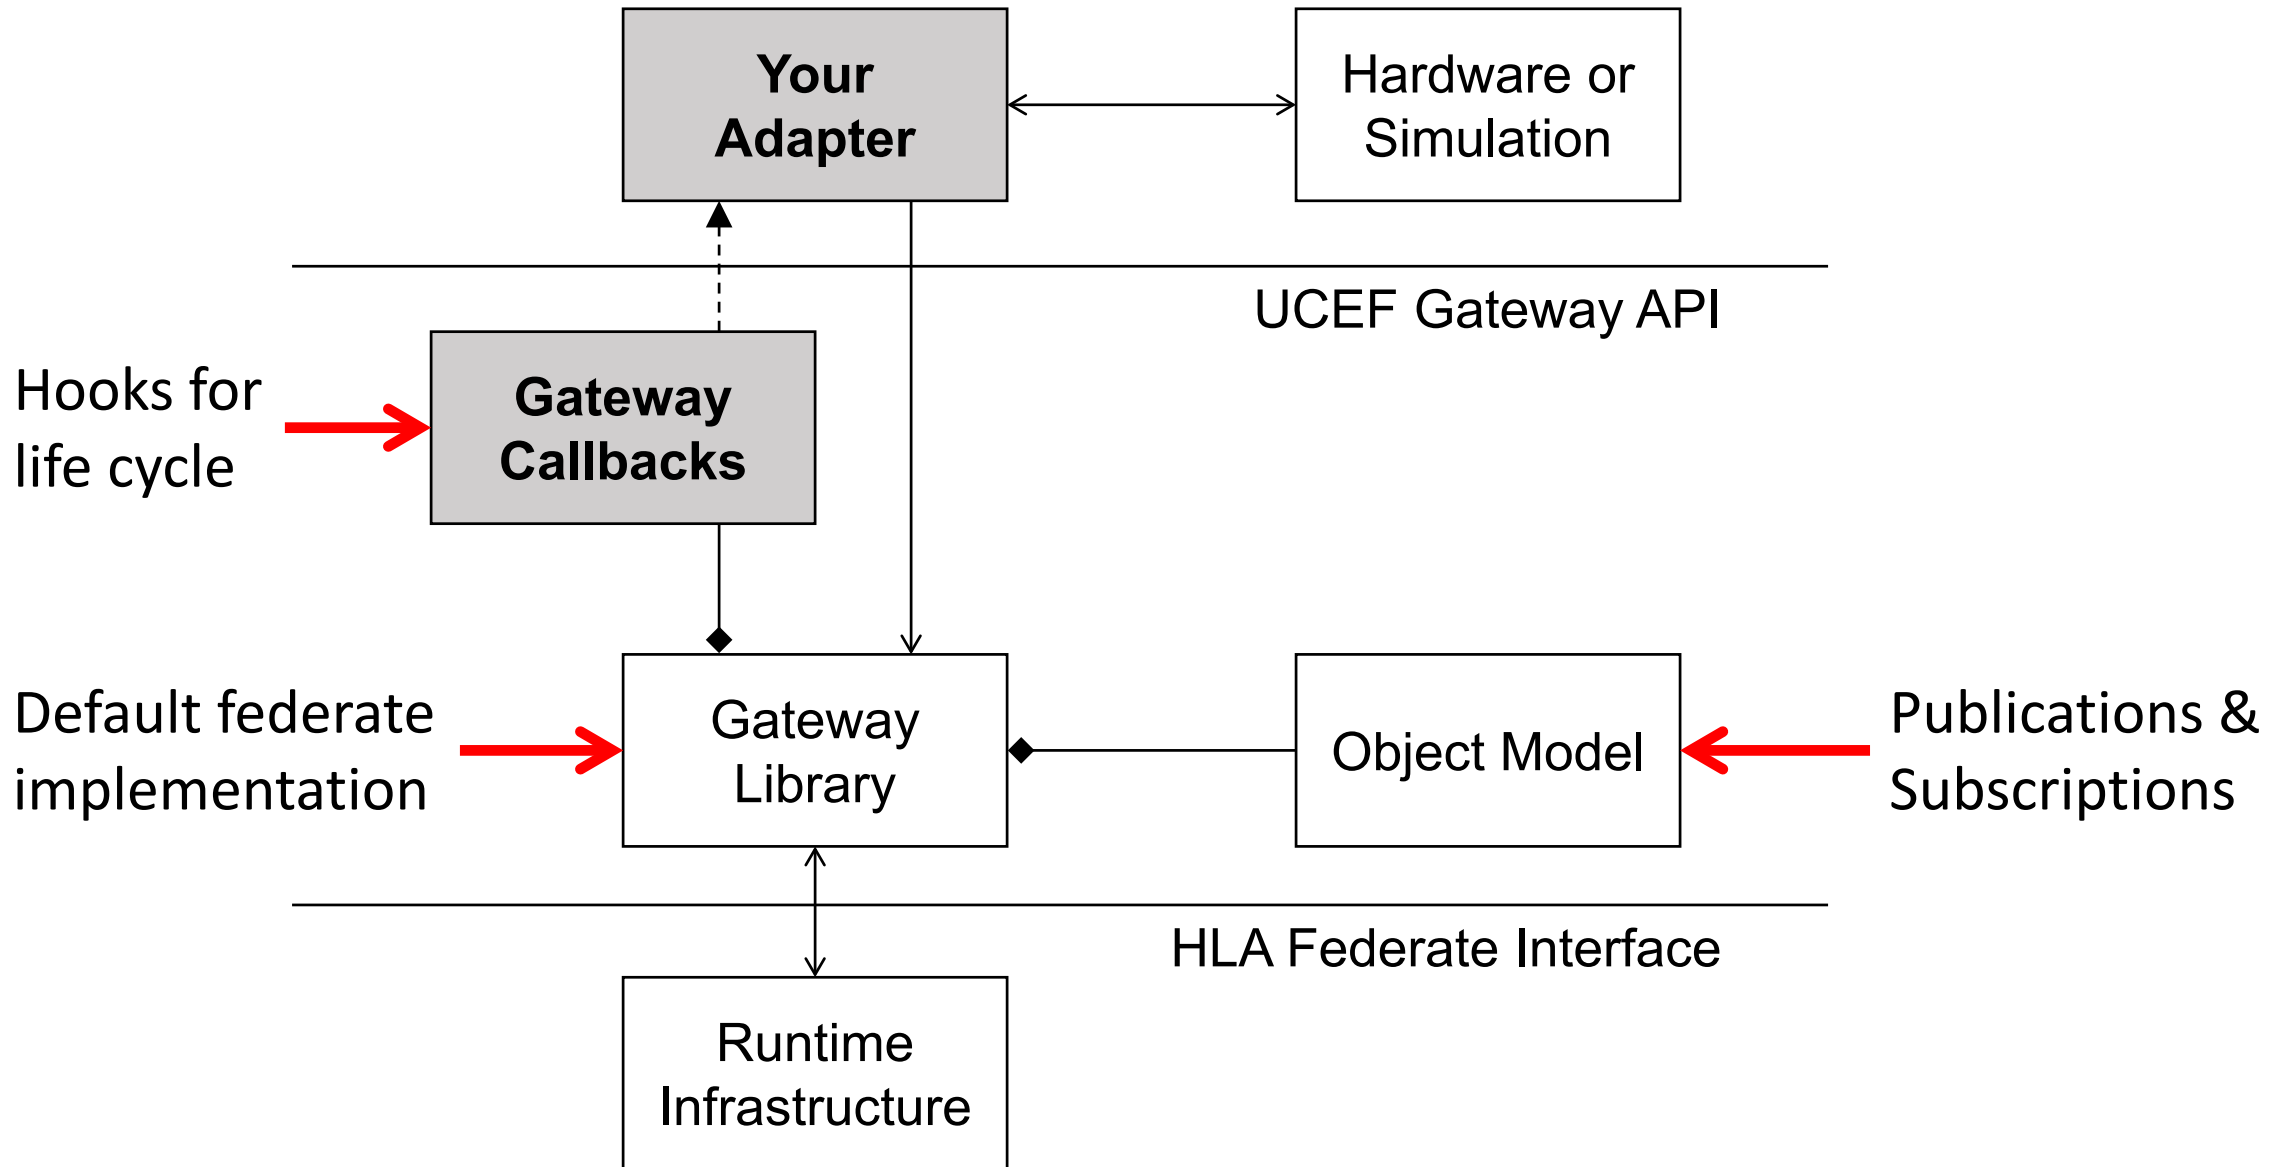 Your
Adapter
Hardware or
Simulation
UCEF Gateway API
Hooks for
life cycle
Gateway
Callbacks
Default federate
implementation
Gateway
Library
Object Model
Publications &
Subscriptions
HLA Federate Interface
Runtime
Infrastructure